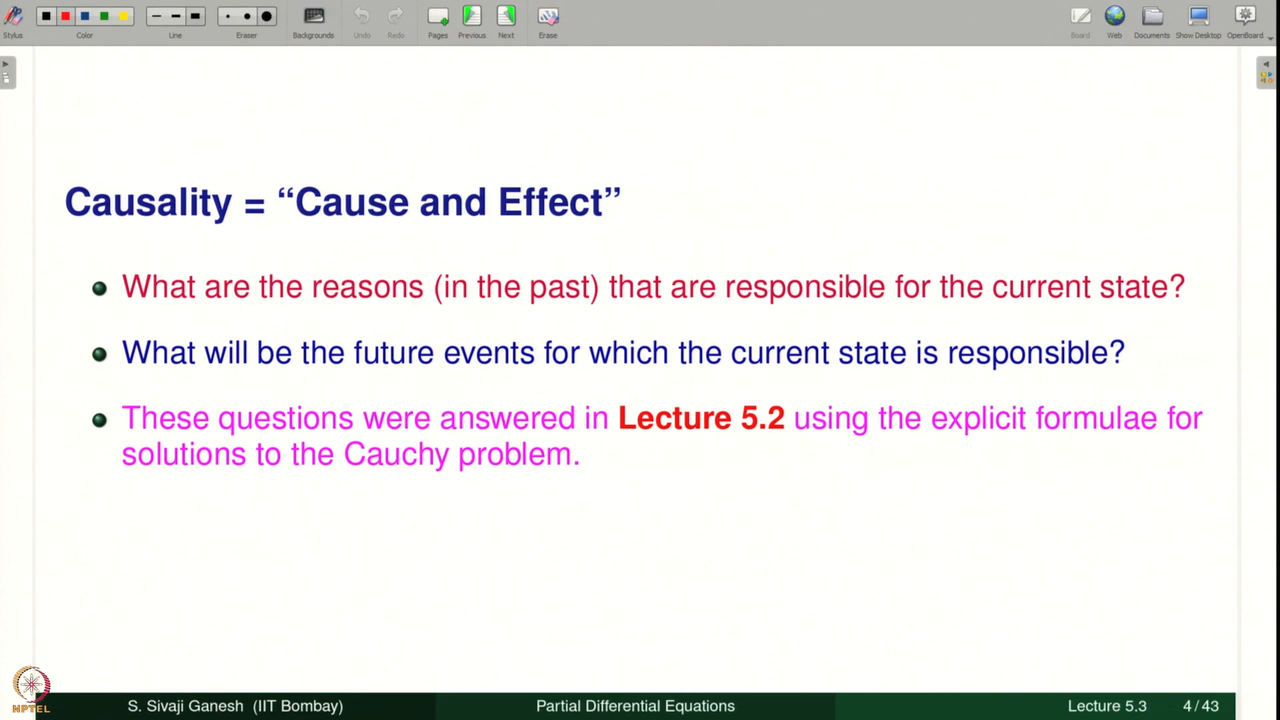 Stylus Color Line Eraser Backgrounds Undo Redo Pages Previous Next Erase Board Web Documents Show Desktop OpenBoard
Causality = “Cause and Effect”
What are the reasons (in the past) that are responsible for the current state?
What will be the future events for which the current state is responsible?
These questions were answered in Lecture 5.2 using the explicit formulae for
solutions to the Cauchy problem.
NPTEL
S. Sivaji Ganesh (IIT Bombay) Partial Differential Equations Lecture 5.3 4/43